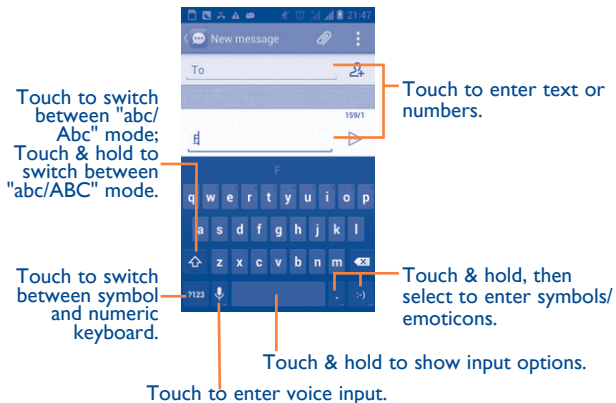 21:47
New message
To
Touch to enter text or
numbers.
159/1
Touch to switch
between "abc/
Abc" mode;
Touch & hold to
switch between
"abc/ABC" mode.
F
q w e r t y u i o p
a s d f g h j k l
z x c v b n m
Touch to switch
between symbol
and numeric
keyboard.
?123 . :-)
Touch & hold, then
select to enter symbols/
emoticons.
Touch & hold to show input options.
Touch to enter voice input.